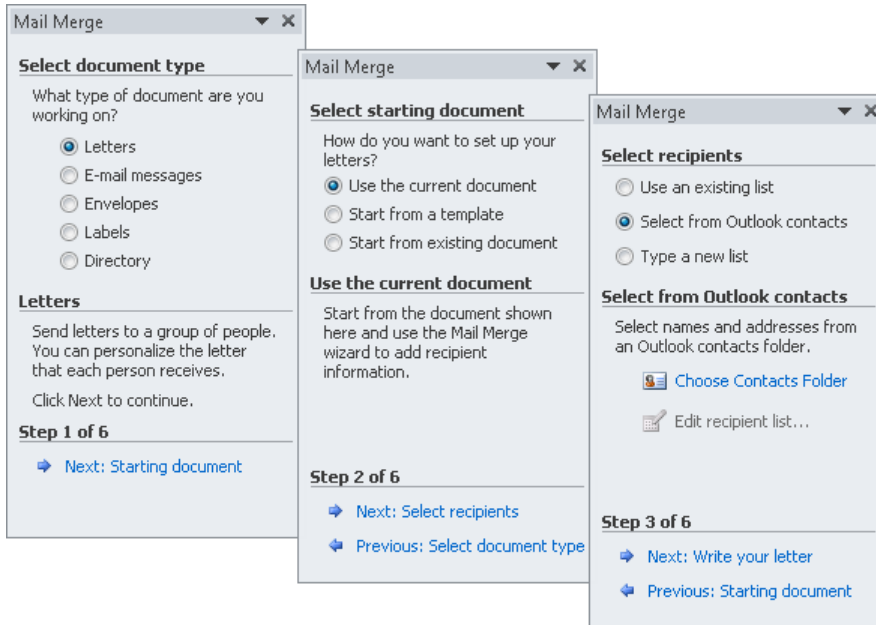 Mail Merge
Select document type
What type of document are you
working on?
Letters
E-mail messages
Envelopes
Labels
Directory
Letters
Send letters to a group of people.
You can personalize the letter
that each person receives.
Click Next to continue.
Step 1 of 6
Next: Starting document
Mail Merge
Select starting document
How do you want to set up your
letters?
Use the current document
Start from a template
Start from existing document
Use the current document
Start from the document shown
here and use the Mail Merge
wizard to add recipient
information.
Step 2 of 6
Next: Select recipients
Previous: Select document type
Mail Merge
Select recipients
Use an existing list
Select from Outlook contacts
Type a new list
Select from Outlook contacts
Select names and addresses from
an Outlook contacts folder.
Choose Contacts Folder
Edit recipient list...
Step 3 of 6
Next: Write your letter
Previous: Starting document